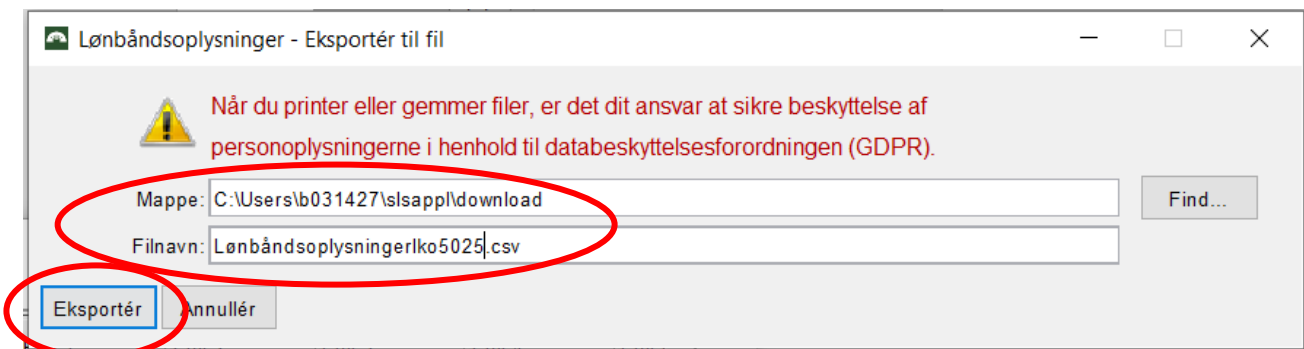 Lønbåndsoplysninger - Eksportér til fil
Når du printer eller gemmer filer, er det dit ansvar at sikre beskyttelse af
personoplysningerne i henhold til databeskyttelsesforordningen (GDPR).
Mappe: C:\Users\b031427\slsappl\download Find...
Filnavn: Lønbåndsoplysningerlko5025.csv
Eksportér Annullér